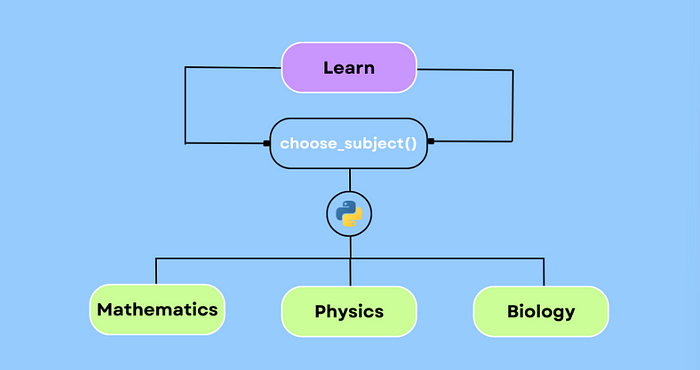 Learn
choose_subject()
Mathematics
Physics
Biology